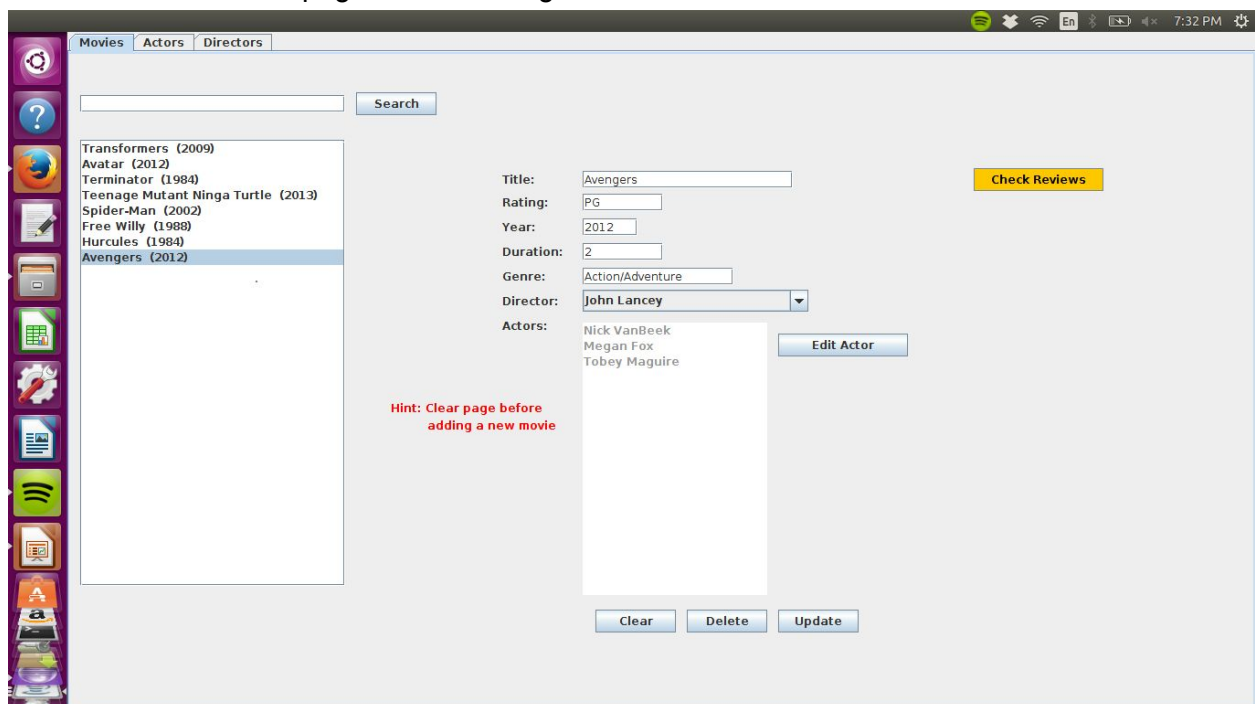 En 7:32 PM
Movies Actors Directors
Search
Transformers (2009)
Avatar (2012)
Terminator (1984)
Teenage Mutant Ninga Turtle (2013)
Spider-Man (2002)
Free Willy (1988)
Hurcules (1984)
Avengers (2012)
Title: Avengers
Check Reviews
Rating: PG
Year: 2012
Duration: 2
Genre: Action/Adventure
Director: John Lancey
Actors: Nick VanBeek
Megan Fox
Tobey Maguire
Edit Actor
Hint: Clear page before
adding a new movie
Clear Delete Update